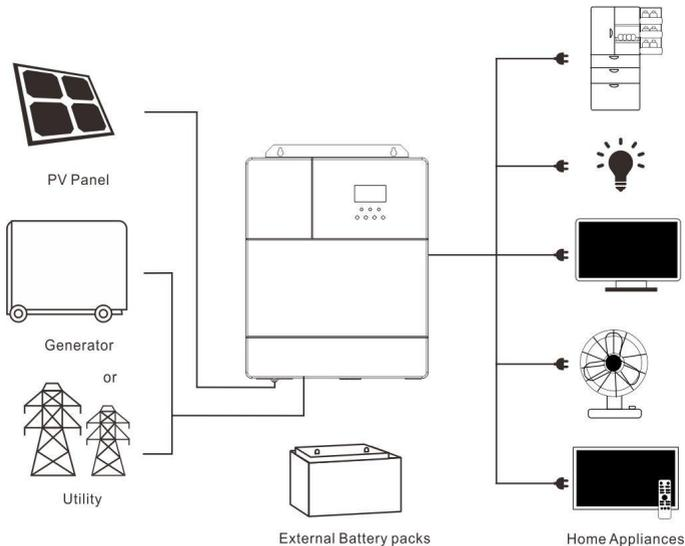 PV Panel
Generator
or
Utility
External Battery packs
Home Appliances